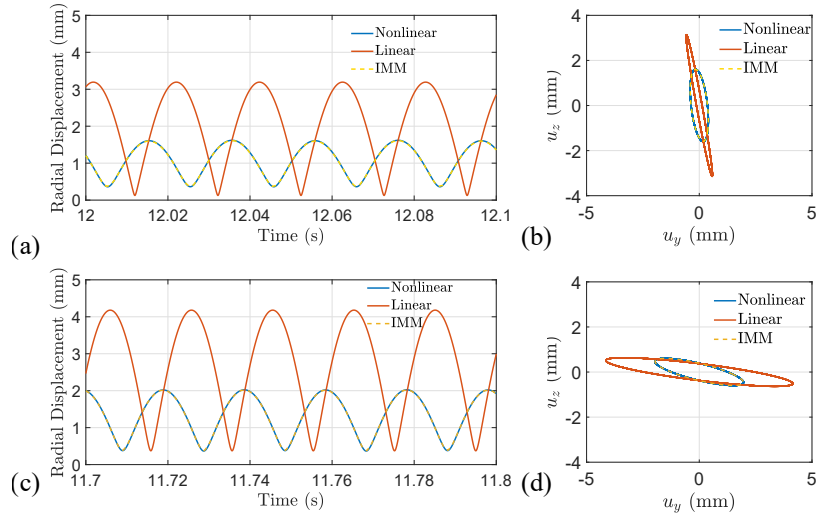 5
4
3
2
1
0
Radial Displacement (mm)
Nonlinear
Linear
IMM
12
12.02
12.04
12.06
12.08
12.1
Time (s)
(a)
4
2
0
-2
-4
u_z (mm)
Nonlinear
Linear
IMM
-5
0
5
u_y (mm)
(b)
5
4
3
2
1
0
Radial Displacement (mm)
Nonlinear
Linear
IMM
11.7
11.72
11.74
11.76
11.78
11.8
Time (s)
(c)
4
2
0
-2
-4
u_z (mm)
Nonlinear
Linear
IMM
-5
0
5
u_y (mm)
(d)